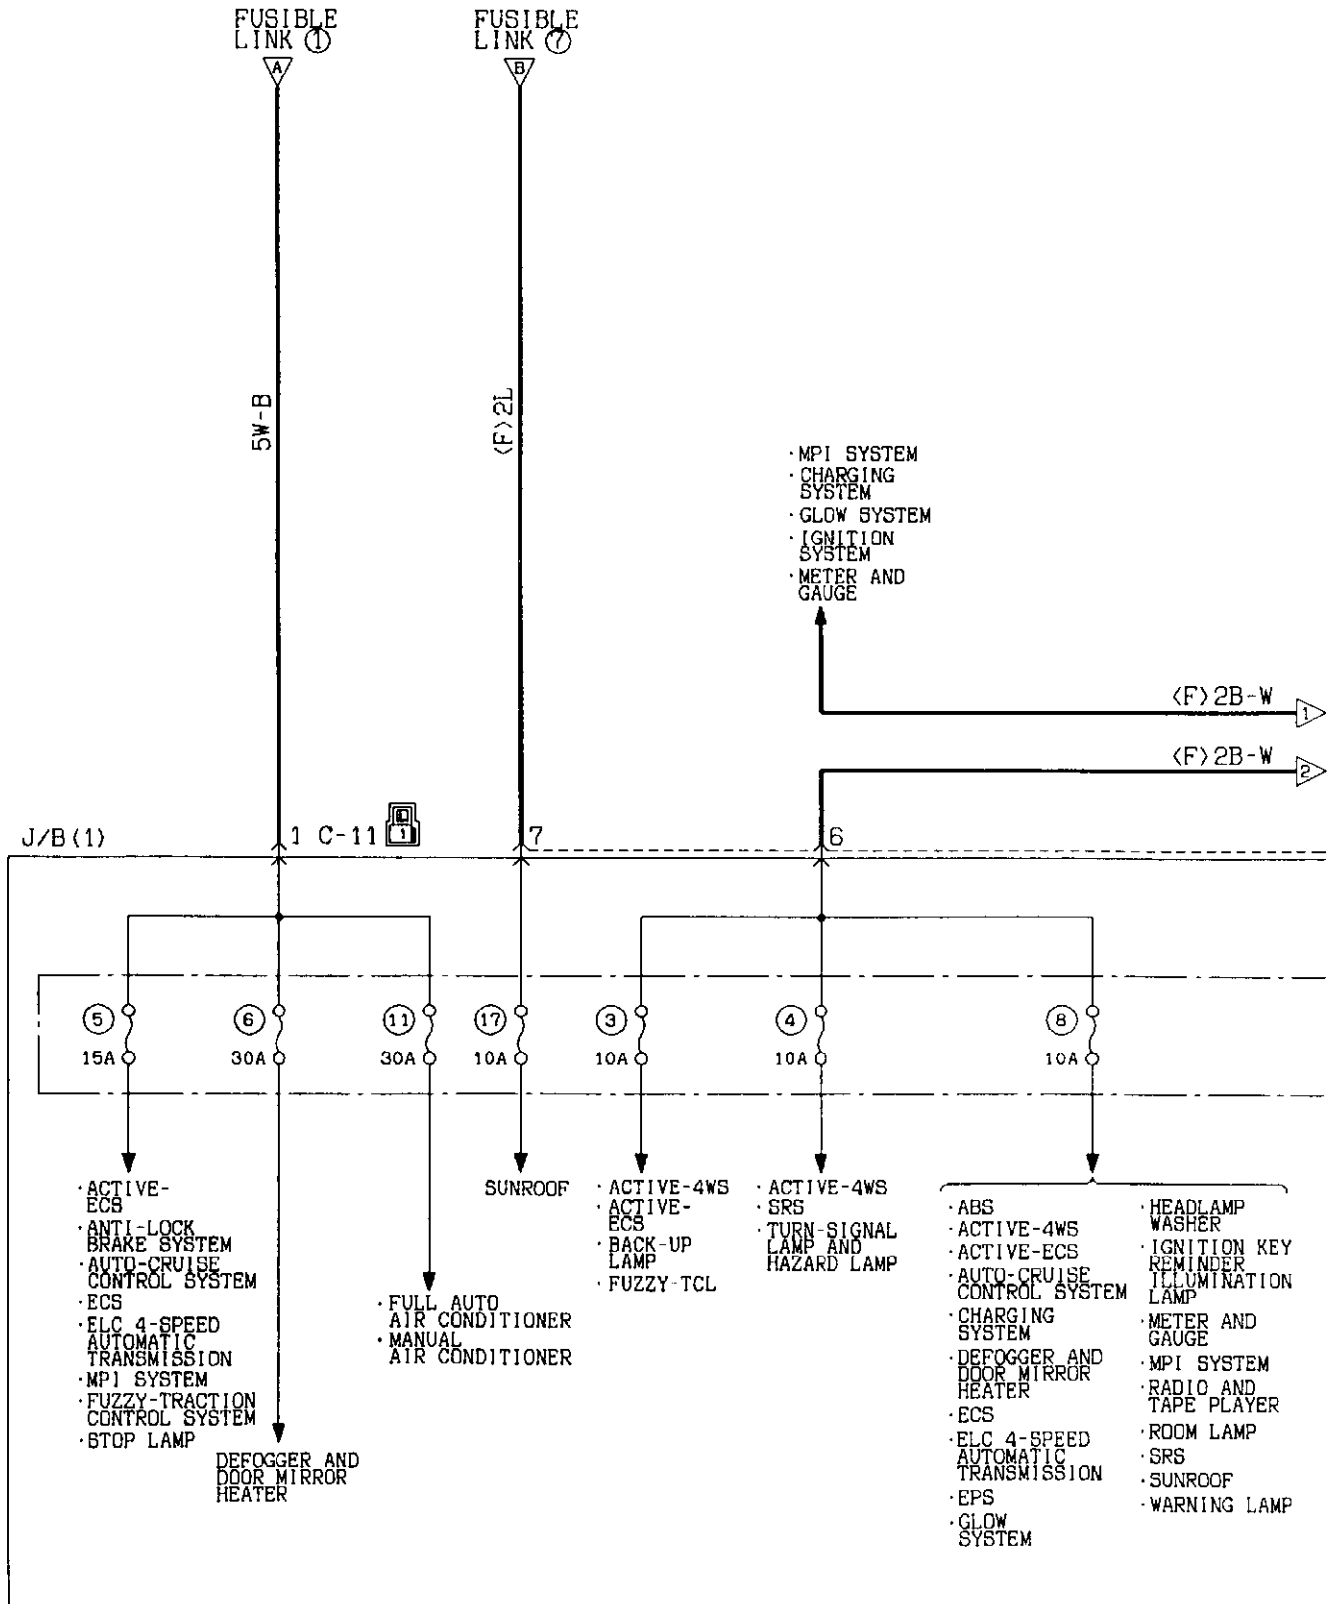 FUSIBLE
LINK ①
A
FUSIBLE
LINK ⑦
B
5W-B
⟨F⟩2L
·MPI SYSTEM
·CHARGING
SYSTEM
·GLOW SYSTEM
·IGNITION
SYSTEM
·METER AND
GAUGE
⟨F⟩2B-W
1
⟨F⟩2B-W
2
J/B(1)
1 C-11
1
7
6
⑤
15A
⑥
30A
⑪
30A
⑰
10A
③
10A
④
10A
⑧
10A
·ACTIVE-
ECS
·ANTI-LOCK
BRAKE SYSTEM
·AUTO-CRUISE
CONTROL SYSTEM
·ECS
·ELC 4-SPEED
AUTOMATIC
TRANSMISSION
·MPI SYSTEM
·FUZZY-TRACTION
CONTROL SYSTEM
·STOP LAMP
DEFOGGER AND
DOOR MIRROR
HEATER
·FULL AUTO
AIR CONDITIONER
·MANUAL
AIR CONDITIONER
SUNROOF
·ACTIVE-4WS
·ACTIVE-
ECS
·BACK-UP
LAMP
·FUZZY-TCL
·ACTIVE-4WS
·SRS
·TURN-SIGNAL
LAMP AND
HAZARD LAMP
·ABS
·ACTIVE-4WS
·ACTIVE-ECS
·AUTO-CRUISE
CONTROL SYSTEM
·CHARGING
SYSTEM
·DEFOGGER AND
DOOR MIRROR
HEATER
·ECS
·ELC 4-SPEED
AUTOMATIC
TRANSMISSION
·EPS
·GLOW
SYSTEM
·HEADLAMP
WASHER
·IGNITION KEY
REMINDER
ILLUMINATION
LAMP
·METER AND
GAUGE
·MPI SYSTEM
·RADIO AND
TAPE PLAYER
·ROOM LAMP
·SRS
·SUNROOF
·WARNING LAMP